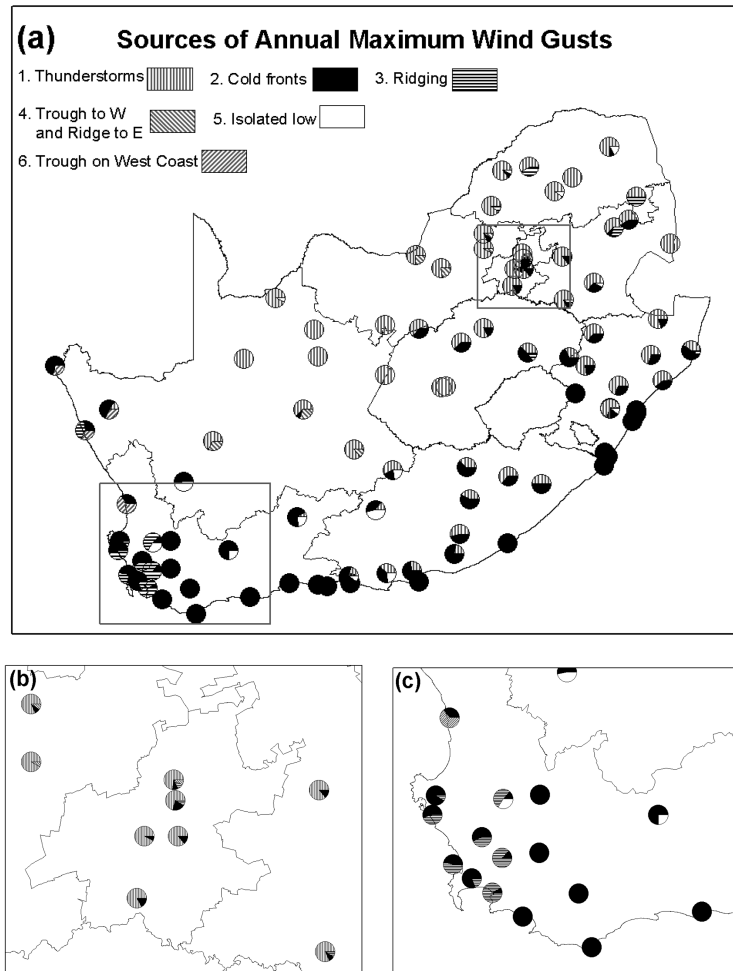 (a) Sources of Annual Maximum Wind Gusts
1. Thunderstorms 2. Cold fronts 3. Ridging
4. Trough to W
and Ridge to E 5. Isolated low
6. Trough on West Coast
(b) (c)